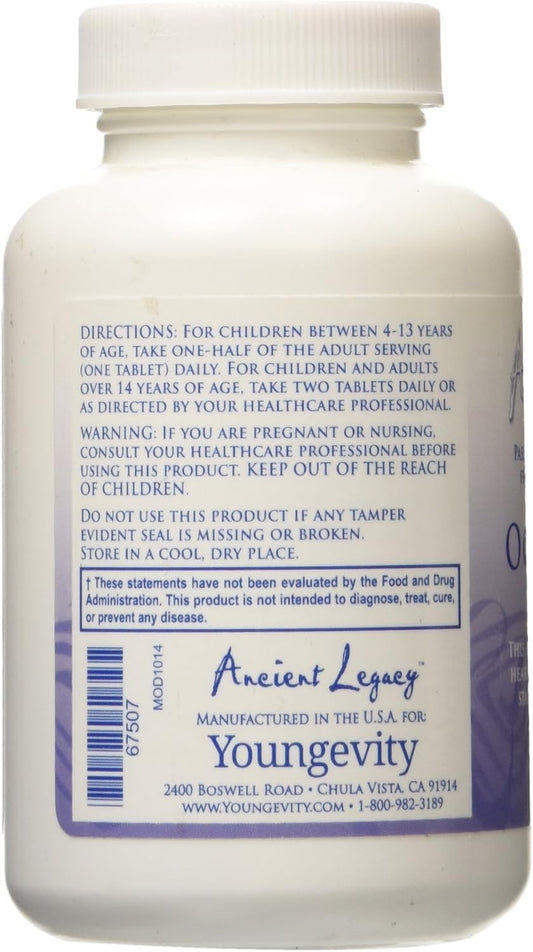 DIRECTIONS: FOR CHILDREN BETWEEN 4-13 YEARS
OF AGE, TAKE ONE-HALF OF THE ADULT SERVING
(ONE TABLET) DAILY. FOR CHILDREN AND ADULTS
OVER 14 YEARS OF AGE, TAKE TWO TABLETS DAILY OR
AS DIRECTED BY YOUR HEALTHCARE PROFESSIONAL.
WARNING: IF YOU ARE PREGNANT OR NURSING,
CONSULT YOUR HEALTHCARE PROFESSIONAL BEFORE
USING THIS PRODUCT. KEEP OUT OF THE REACH
OF CHILDREN.
DO NOT USE THIS PRODUCT IF ANY TAMPER
EVIDENT SEAL IS MISSING OR BROKEN.
STORE IN A COOL, DRY PLACE.
† These statements have not been evaluated by the Food and Drug
Administration. This product is not intended to diagnose, treat, cure,
or prevent any disease.
67507
MOD1014
Ancient Legacy™
MANUFACTURED IN THE U.S.A. FOR:
Youngevity
2400 BOSWELL ROAD • CHULA VISTA, CA 91914
WWW.YOUNGEVITY.COM • 1-800-982-3189